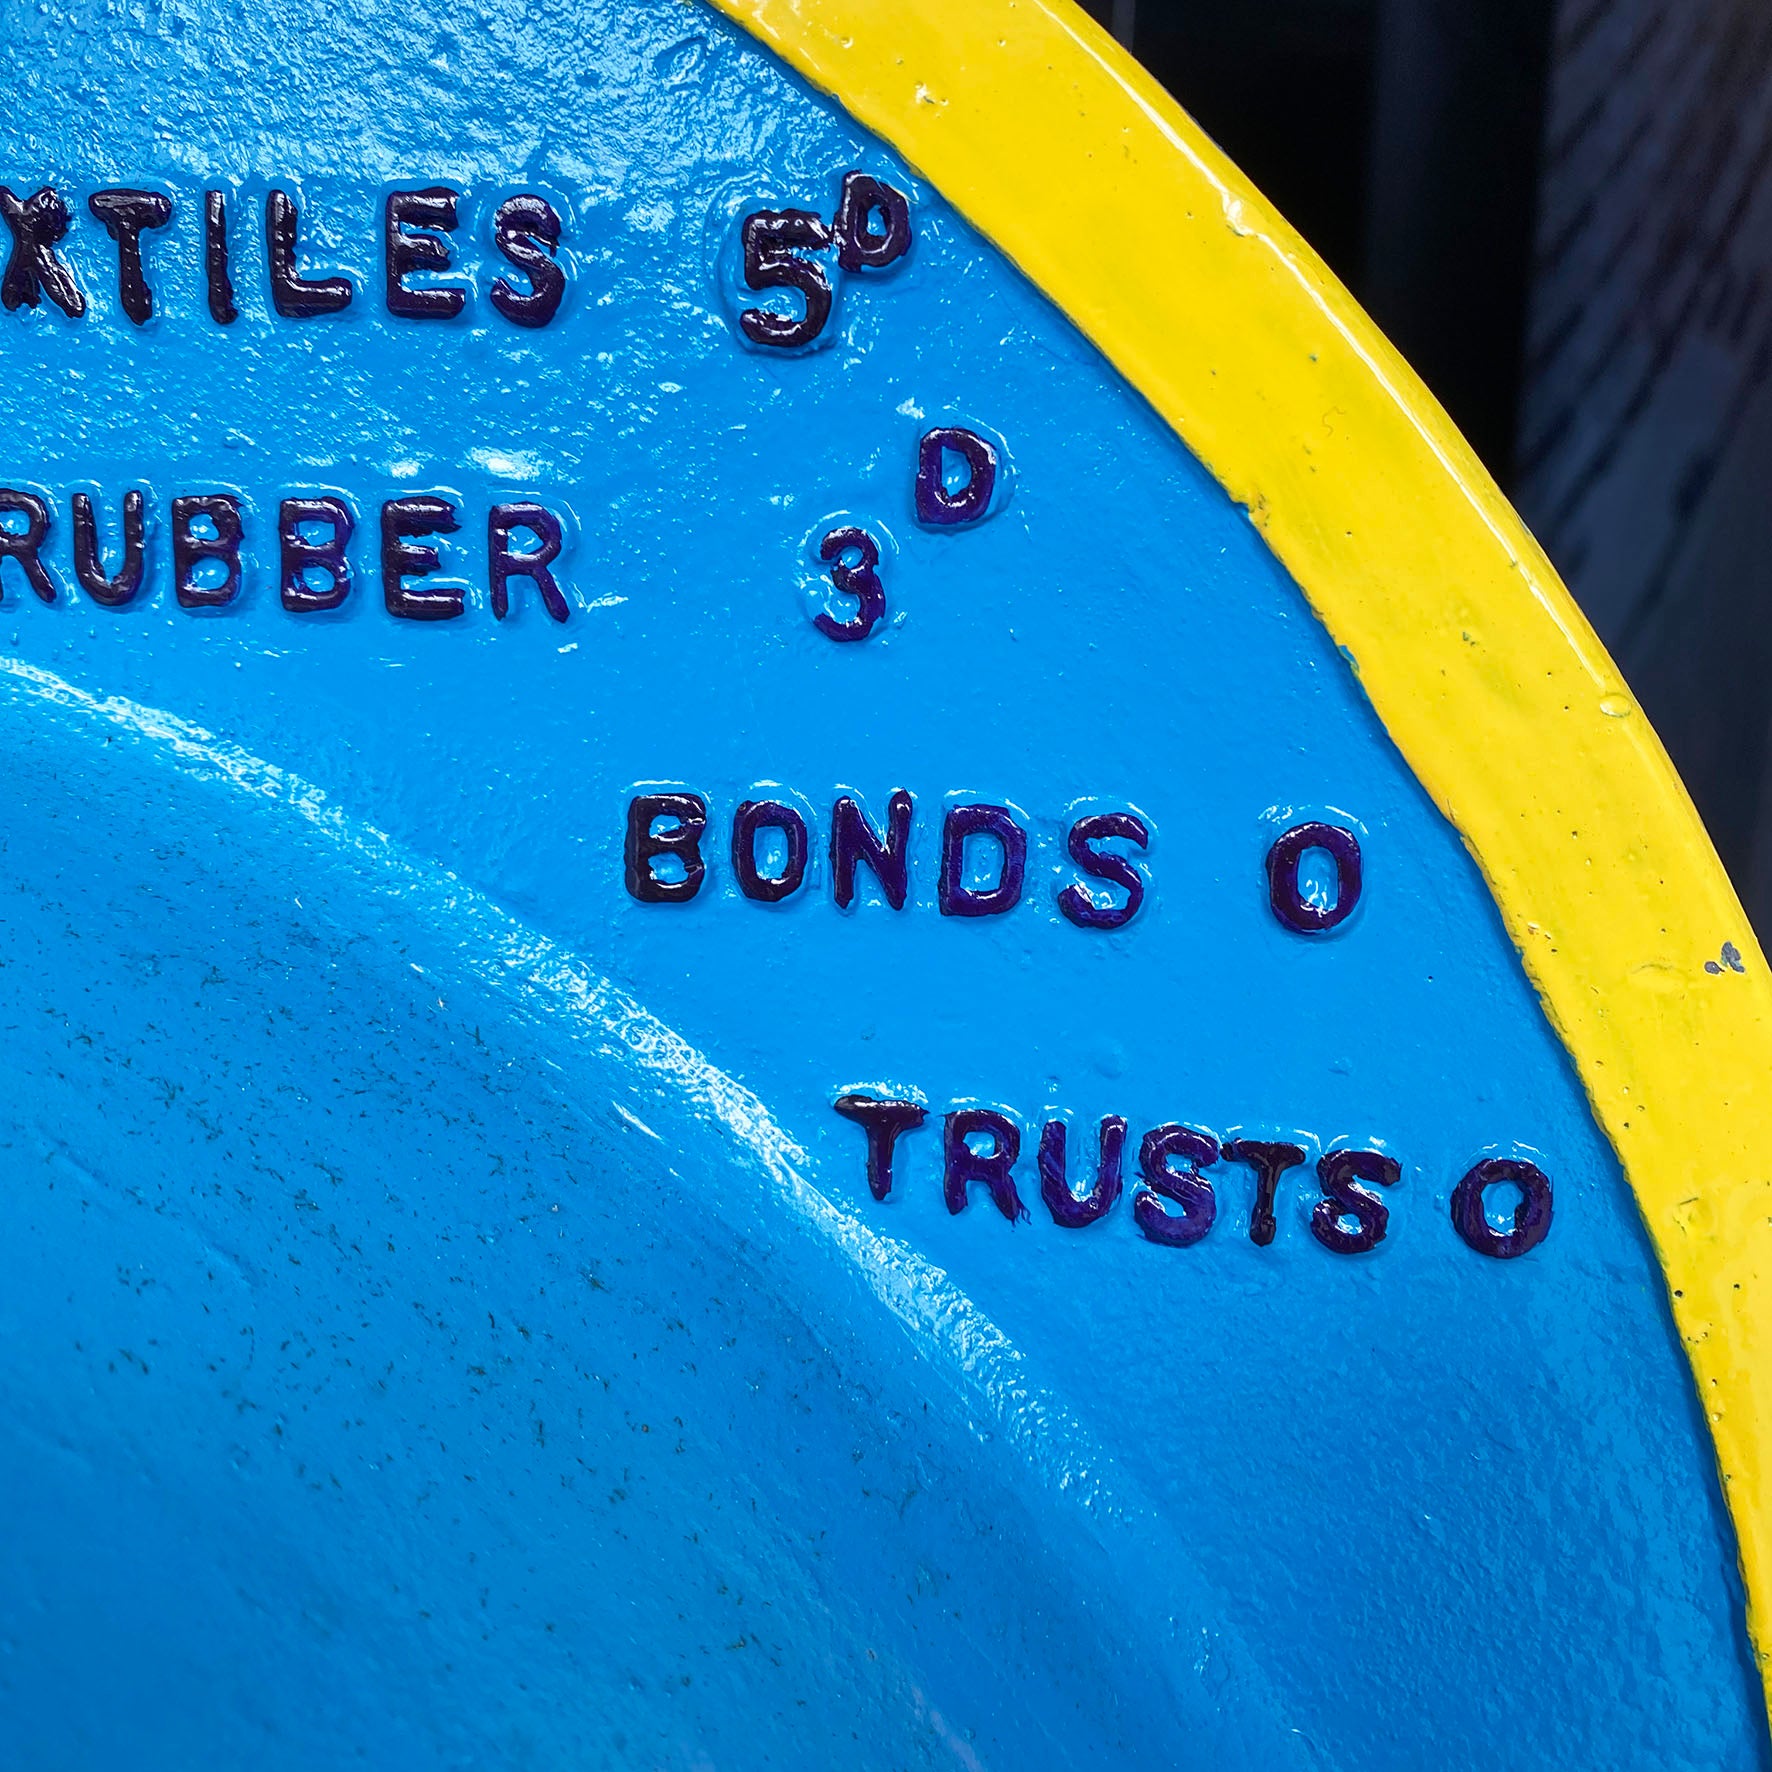 XTILES 5D
RUBBER 3D
BONDS 0
TRUSTS 0